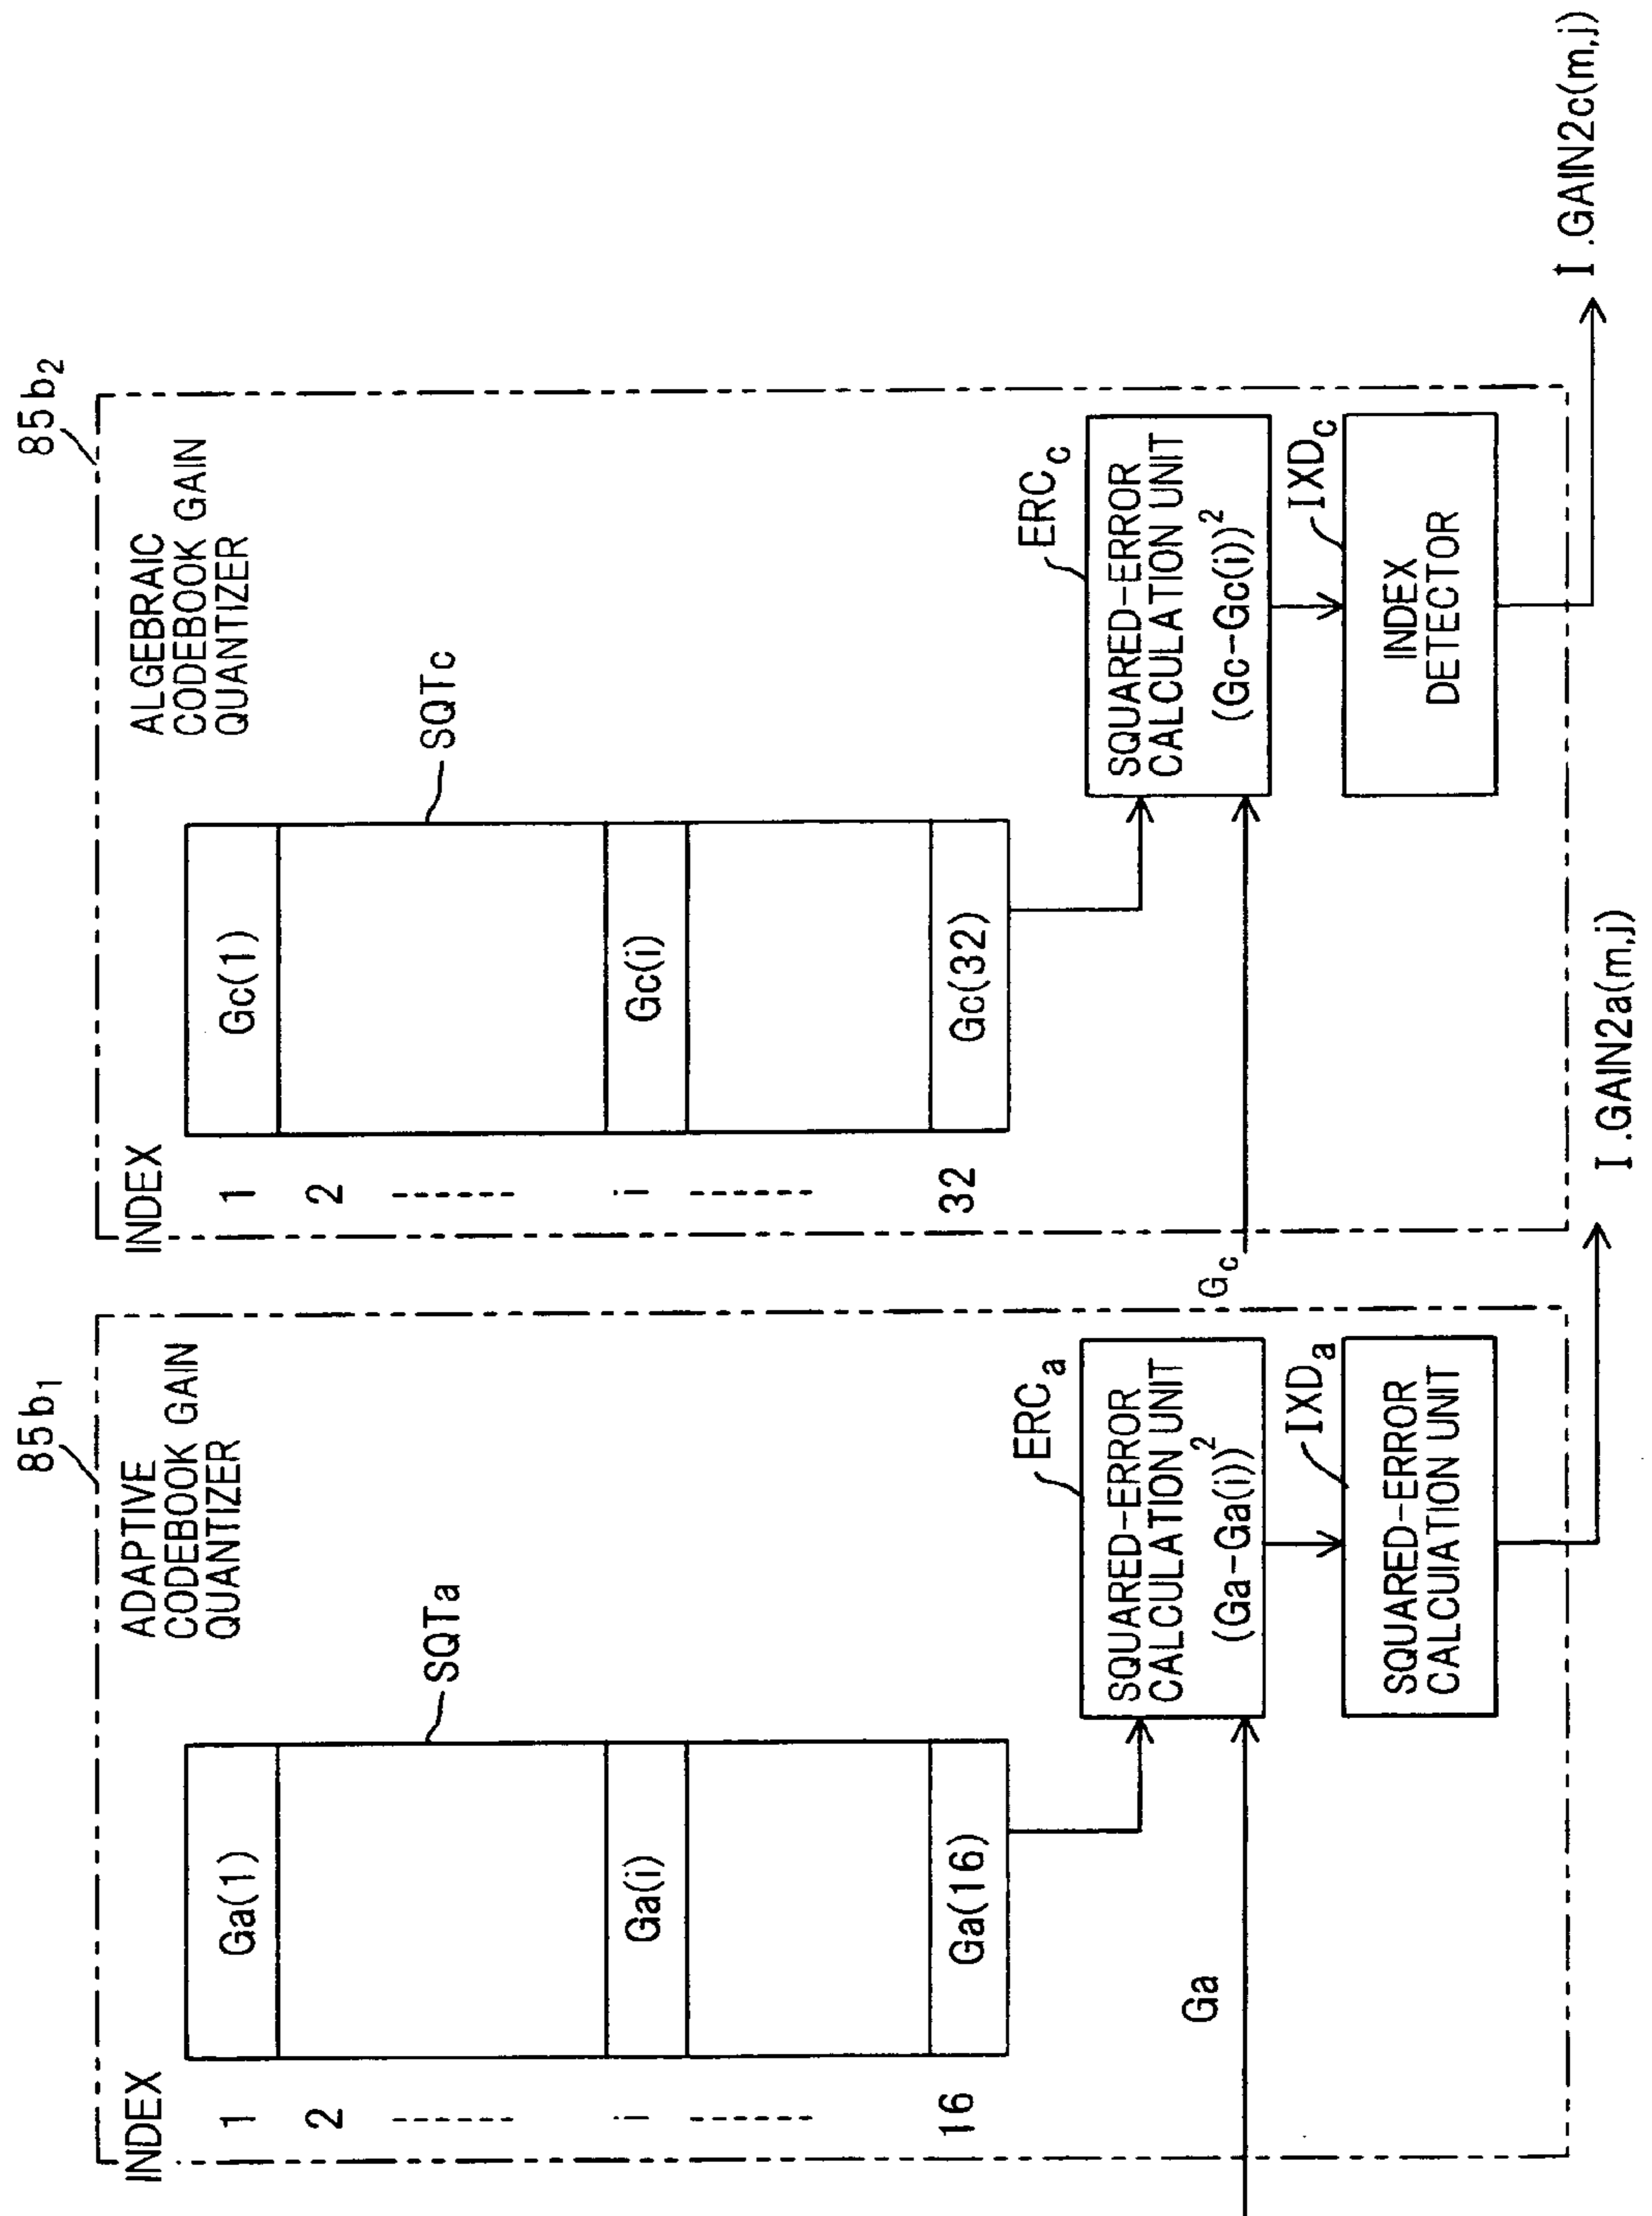 85b1
ADAPTIVE
CODEBOOK GAIN
QUANTIZER
INDEX
1
2
i
16
Ga(1)
Ga(i)
Ga(16)
SQTa
Ga
ERCa
SQUARED-ERROR
CALCULATION UNIT
(Ga-Ga(i))²
IXDa
SQUARED-ERROR
CALCUIATION UNIT
I.GAIN2a(m,j)
85b2
ALGEBRAIC
CODEBOOK GAIN
QUANTIZER
INDEX
1
2
i
32
Gc(1)
Gc(i)
Gc(32)
SQTc
Gc
ERCc
SQUARED-ERROR
CALCULATION UNIT
(Gc-Gc(i))²
IXDc
INDEX
DETECTOR
I.GAIN2c(m,j)